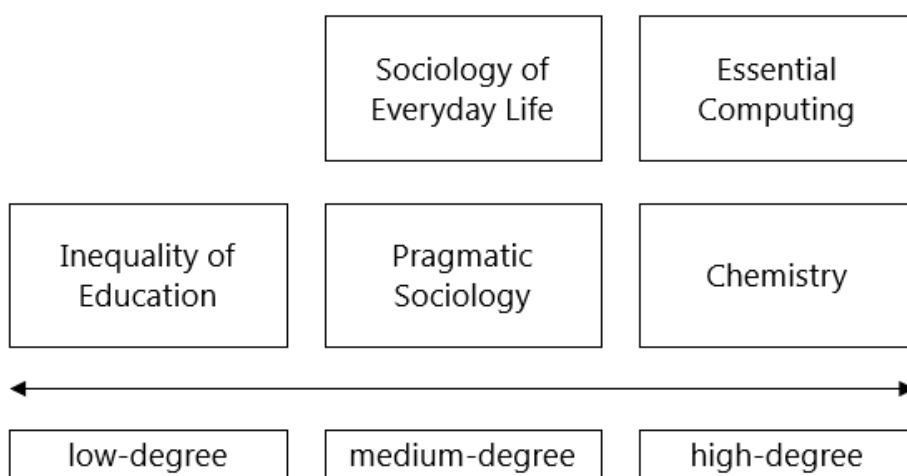 Sociology of
Everyday Life
Essential
Computing
Inequality of
Education
Pragmatic
Sociology
Chemistry
low-degree
medium-degree
high-degree